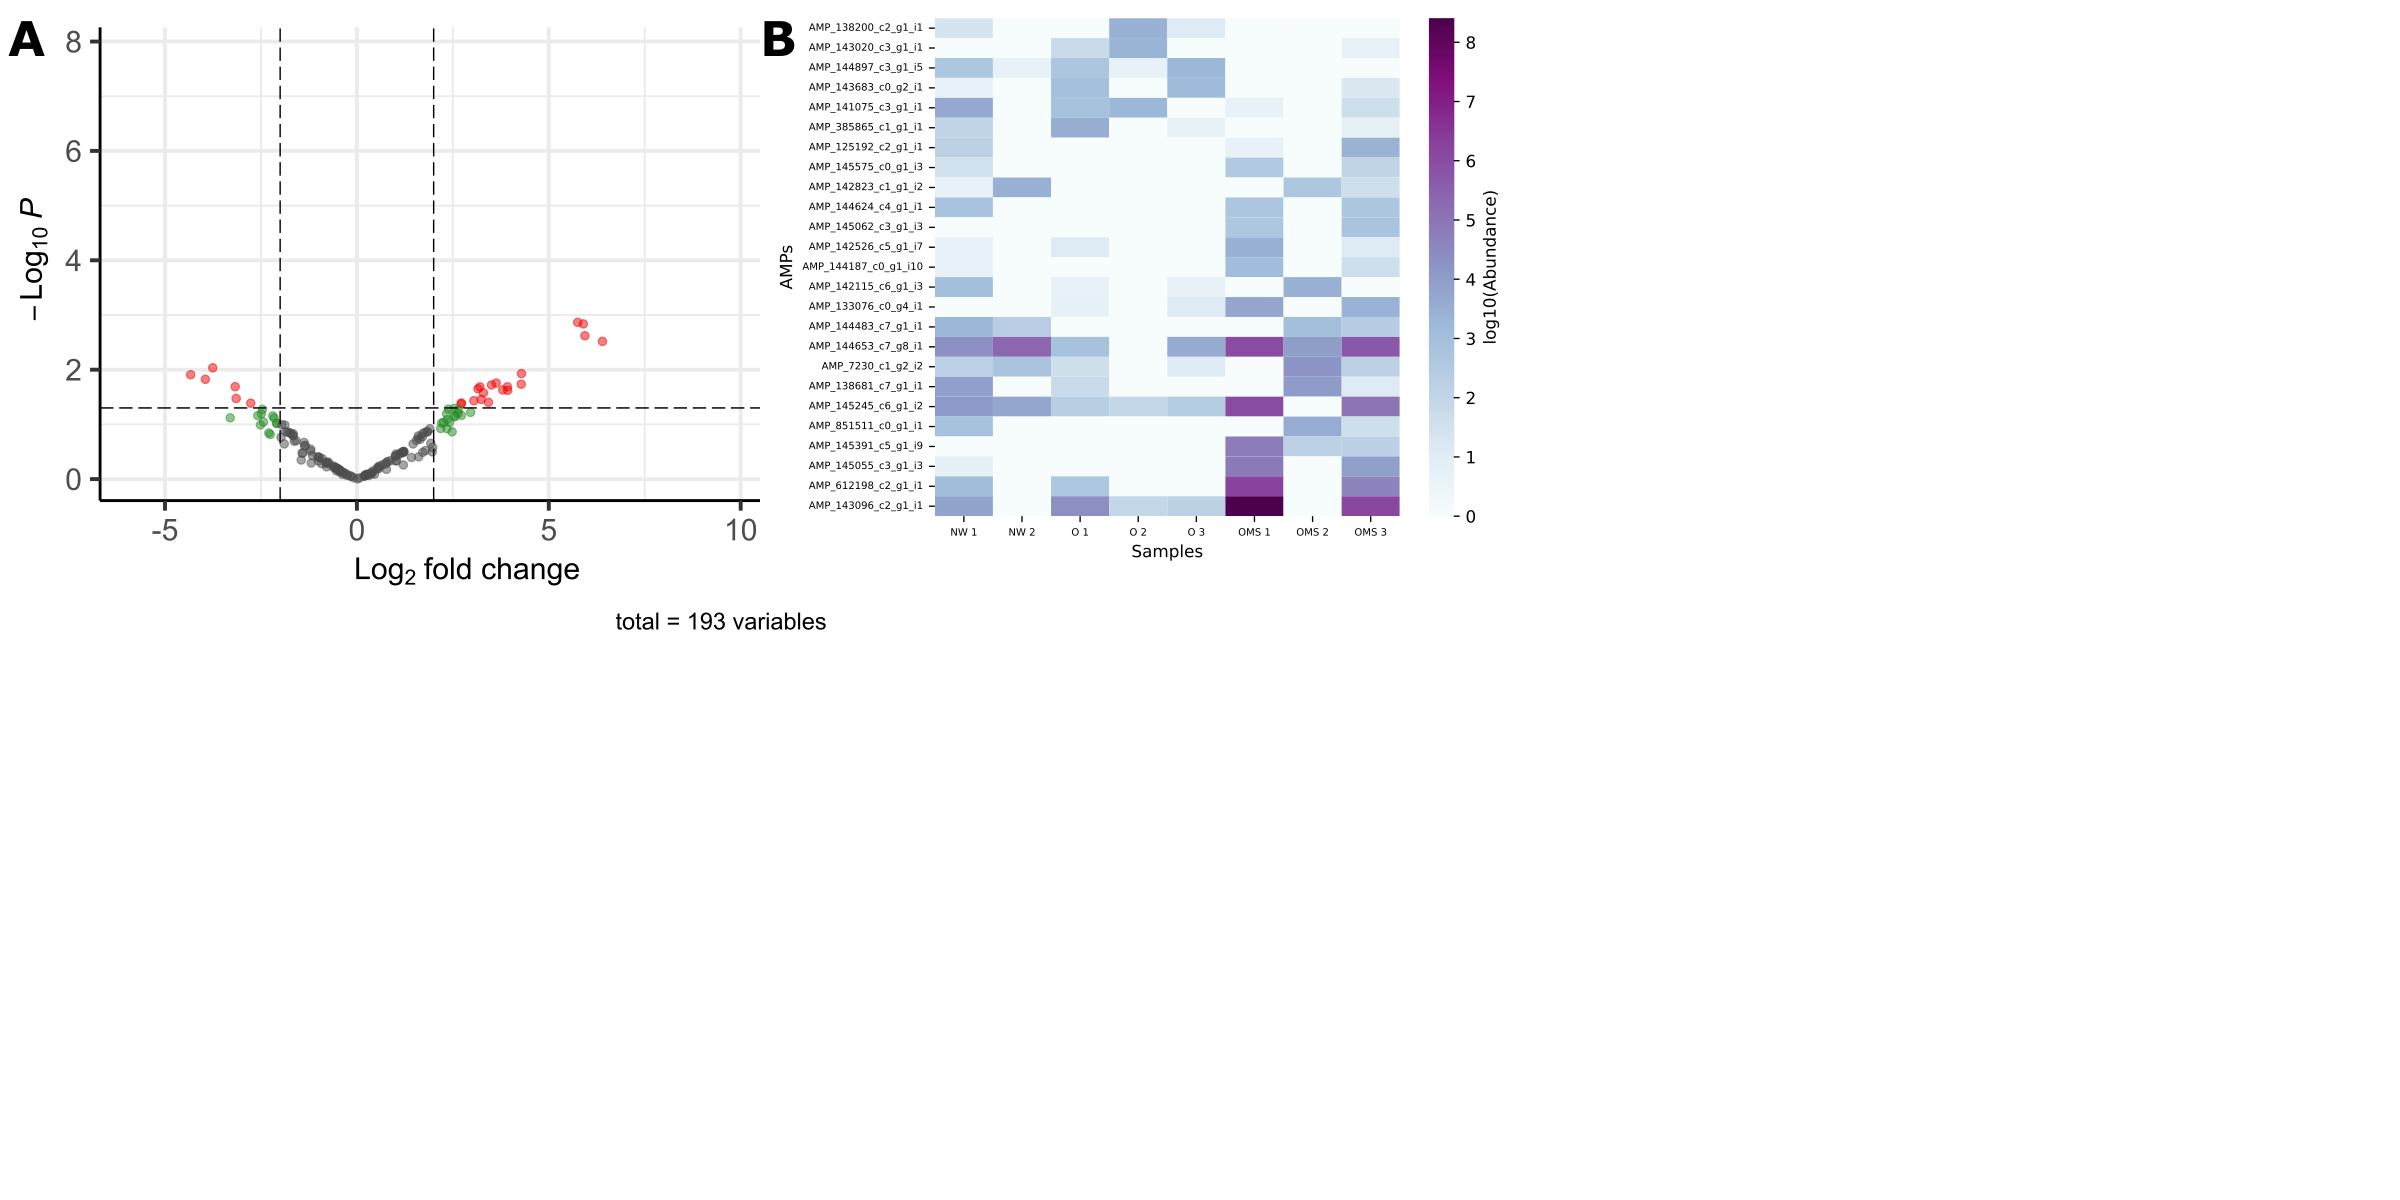 A
8
6
4
2
0
−Log10 P
-5 0 5 10
Log2 fold change
total = 193 variables
B
AMPs
AMP_138200_c2_g1_i1
AMP_143020_c3_g1_i1
AMP_144897_c3_g1_i5
AMP_143683_c0_g2_i1
AMP_141075_c3_g1_i1
AMP_385865_c1_g1_i1
AMP_125192_c2_g1_i1
AMP_145575_c0_g1_i3
AMP_142823_c1_g1_i2
AMP_144624_c4_g1_i1
AMP_145062_c3_g1_i3
AMP_142526_c5_g1_i7
AMP_144187_c0_g1_i10
AMP_142115_c6_g1_i3
AMP_133076_c0_g4_i1
AMP_144483_c7_g1_i1
AMP_144653_c7_g8_i1
AMP_7230_c1_g2_i2
AMP_138681_c7_g1_i1
AMP_145245_c6_g1_i2
AMP_851511_c0_g1_i1
AMP_145391_c5_g1_i9
AMP_145055_c3_g1_i3
AMP_612198_c2_g1_i1
AMP_143096_c2_g1_i1
NW 1 NW 2 O 1 O 2 O 3 OMS 1 OMS 2 OMS 3
Samples
8
7
6
5
4
3
2
1
0
log10(Abundance)